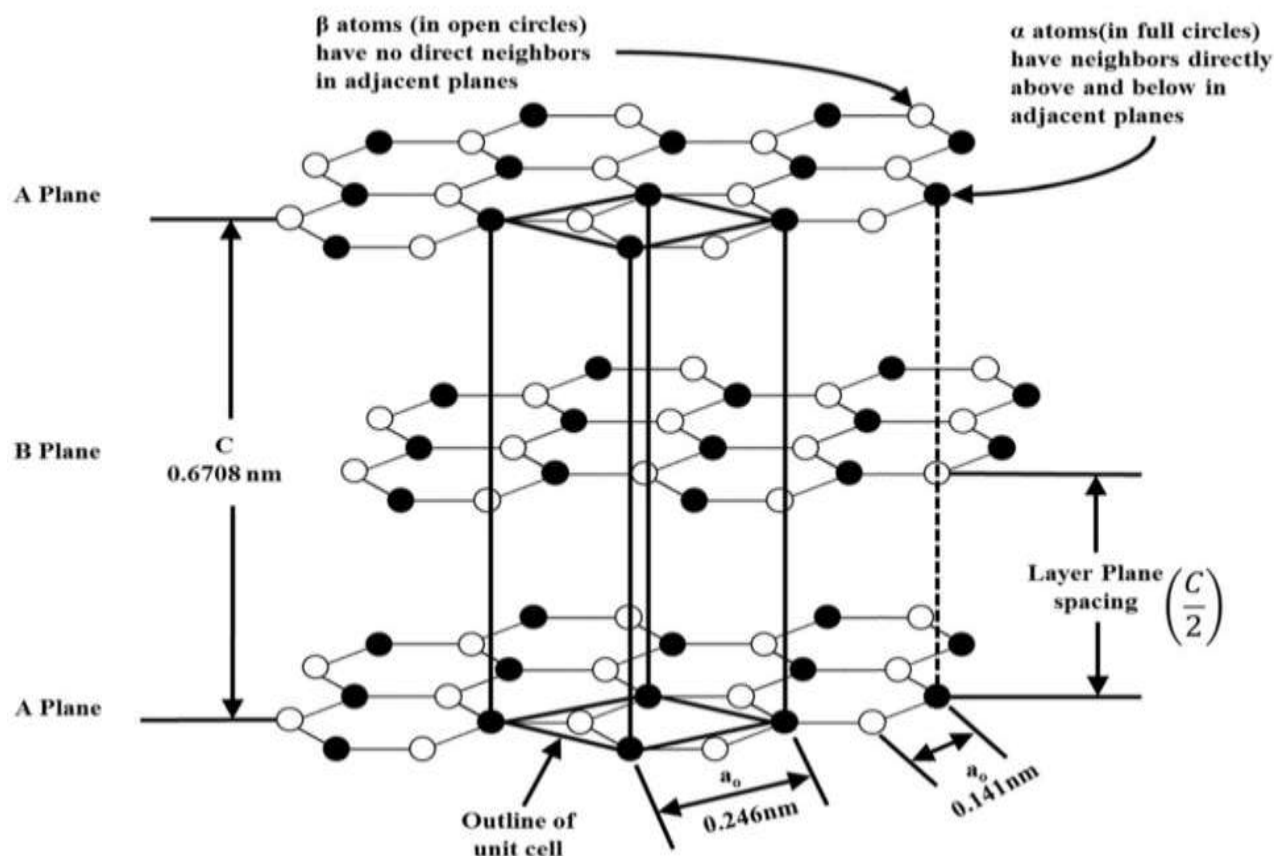 β atoms (in open circles)
have no direct neighbors
in adjacent planes
α atoms(in full circles)
have neighbors directly
above and below in
adjacent planes
A Plane
C
0.6708 nm
B Plane
Layer Plane
spacing (C/2)
A Plane
a₀
0.246nm
a₀
0.141nm
Outline of
unit cell